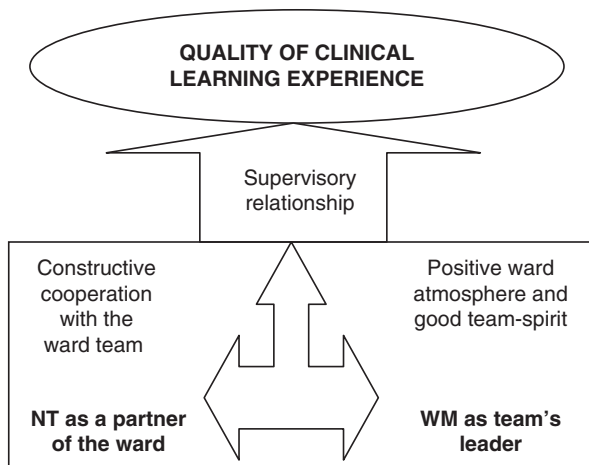 QUALITY OF CLINICAL
LEARNING EXPERIENCE
Supervisory
relationship
Constructive
cooperation
with the
ward team
Positive ward
atmosphere and
good team-spirit
NT as a partner
of the ward
WM as team's
leader